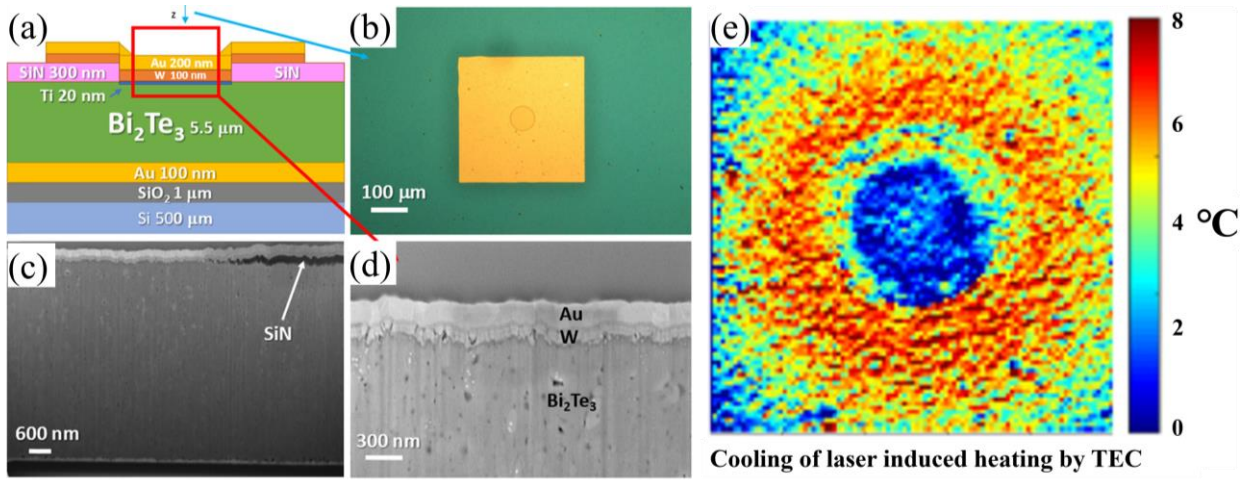 (a)
z
Au 200 nm
W 100 nm
SiN 300 nm
SiN
Ti 20 nm
Bi₂Te₃ 5.5 μm
Au 100 nm
SiO₂ 1 μm
Si 500 μm
(b)
100 μm
(c)
SiN
600 nm
(d)
Au
W
Bi₂Te₃
300 nm
(e)
8
6
4
°C
2
0
Cooling of laser induced heating by TEC